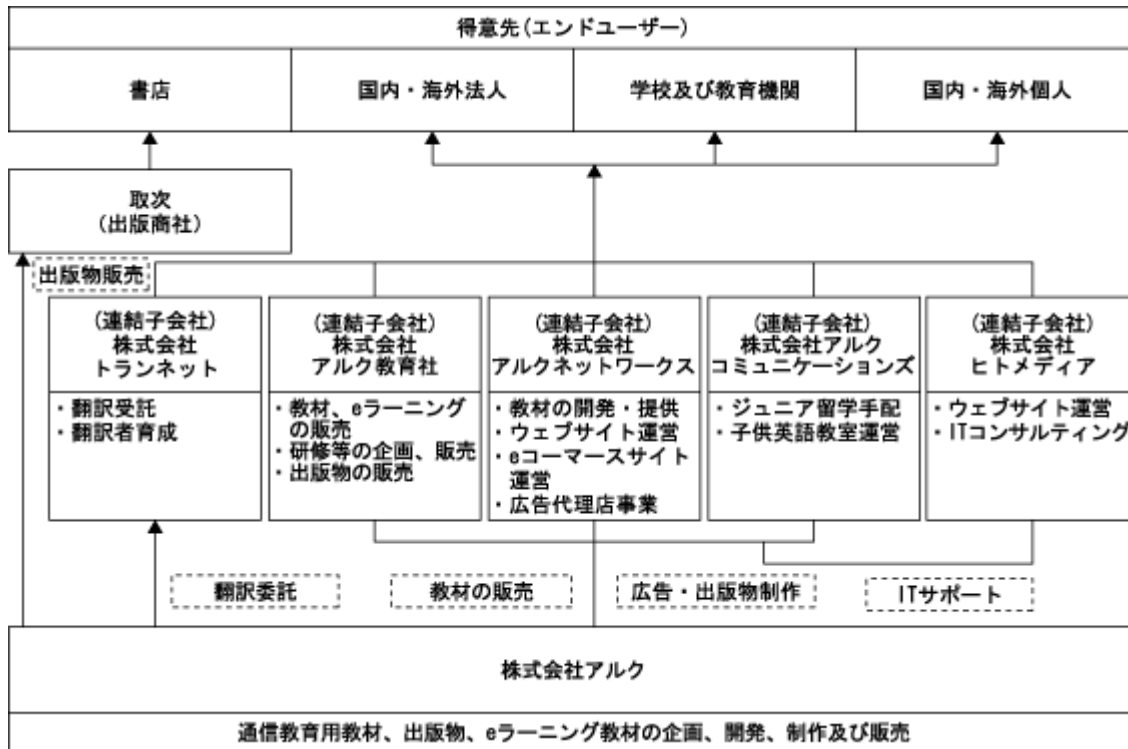 得意先(エンドユーザー)
書店
国内・海外法人
学校及び教育機関
国内・海外個人
取次
(出版商社)
出版物販売
(連結子会社)
株式会社
トランネット
・翻訳受託
・翻訳者育成
(連結子会社)
株式会社
アルク教育社
・教材、eラーニング
の販売
・研修等の企画、販売
・出版物の販売
(連結子会社)
株式会社
アルクネットワークス
・教材の開発・提供
・ウェブサイト運営
・eコーマースサイト
運営
・広告代理店事業
(連結子会社)
株式会社アルク
コミュニケーションズ
・ジュニア留学手配
・子供英語教室運営
(連結子会社)
株式会社
ヒトメディア
・ウェブサイト運営
・ITコンサルティング
翻訳委託
教材の販売
広告・出版物制作
ITサポート
株式会社アルク
通信教育用教材、出版物、eラーニング教材の企画、開発、制作及び販売